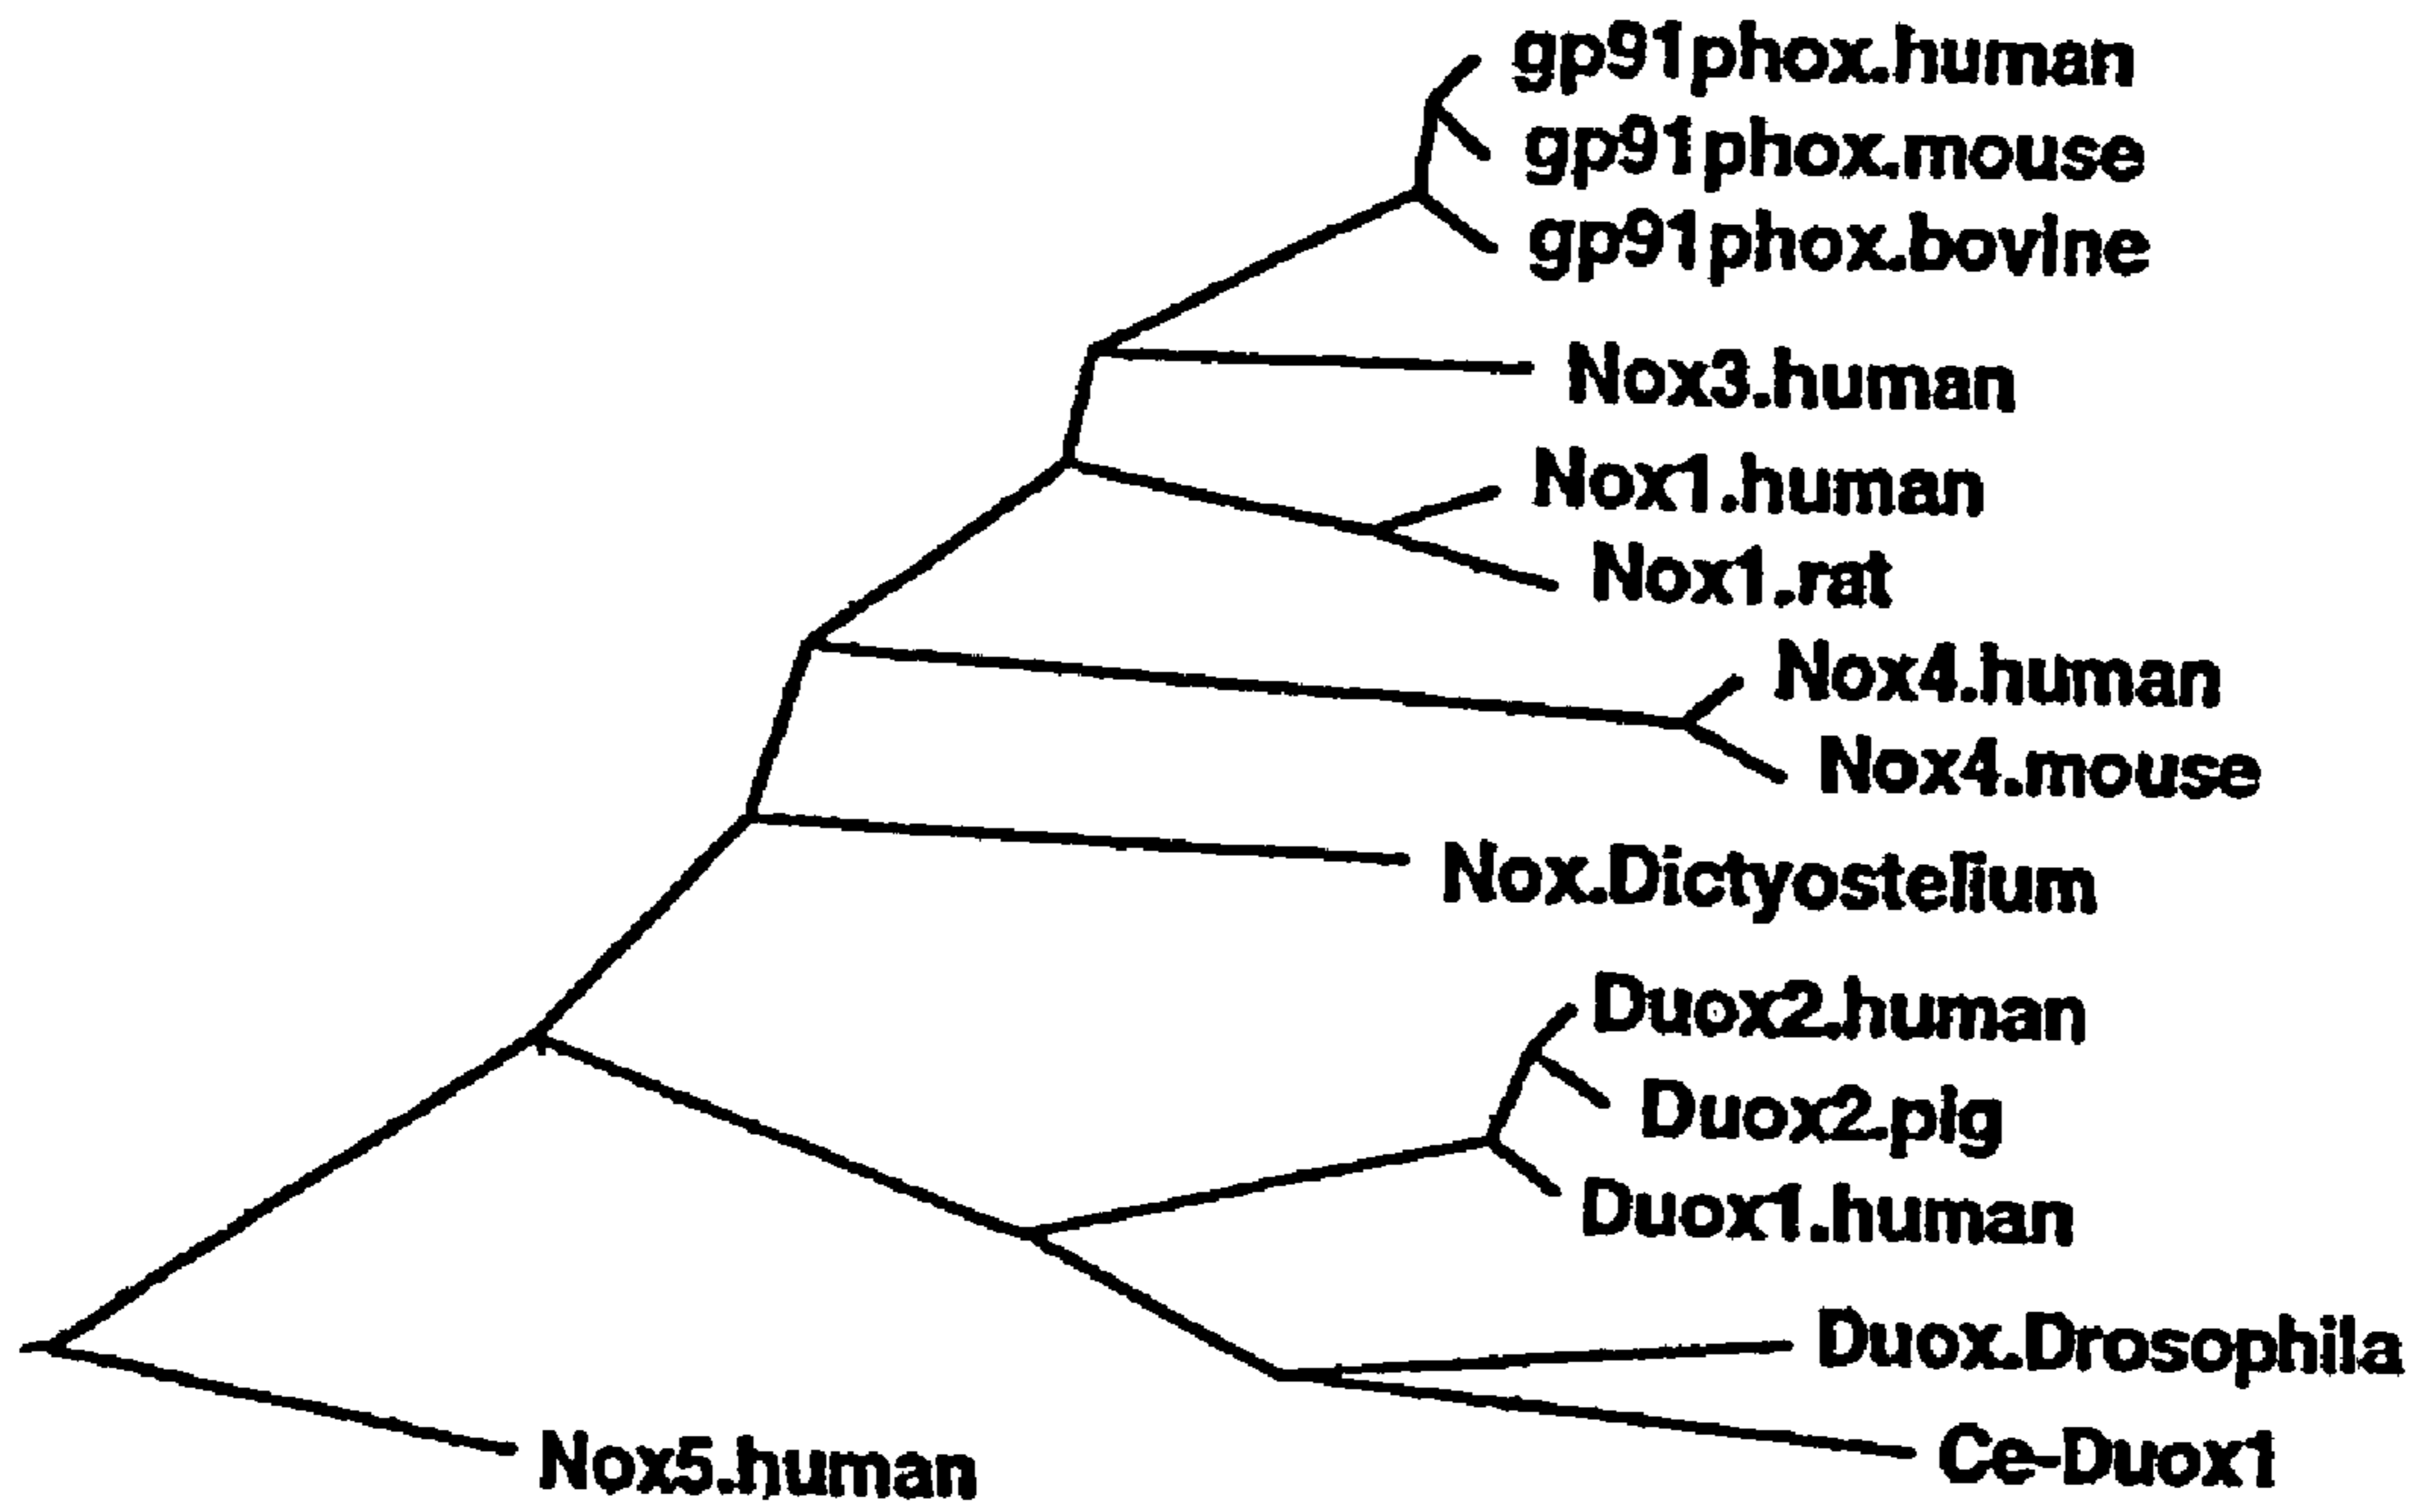 gp91phox.human
gp91phox.mouse
gp91phox.bovine
Nox3.human
Nox1.human
Nox1.rat
Nox4.human
Nox4.mouse
Nox.Dictyostelium
Duox2.human
Duox2.pig
Duox1.human
Duox.Drosophila
Ce-Duox1
Nox5.human